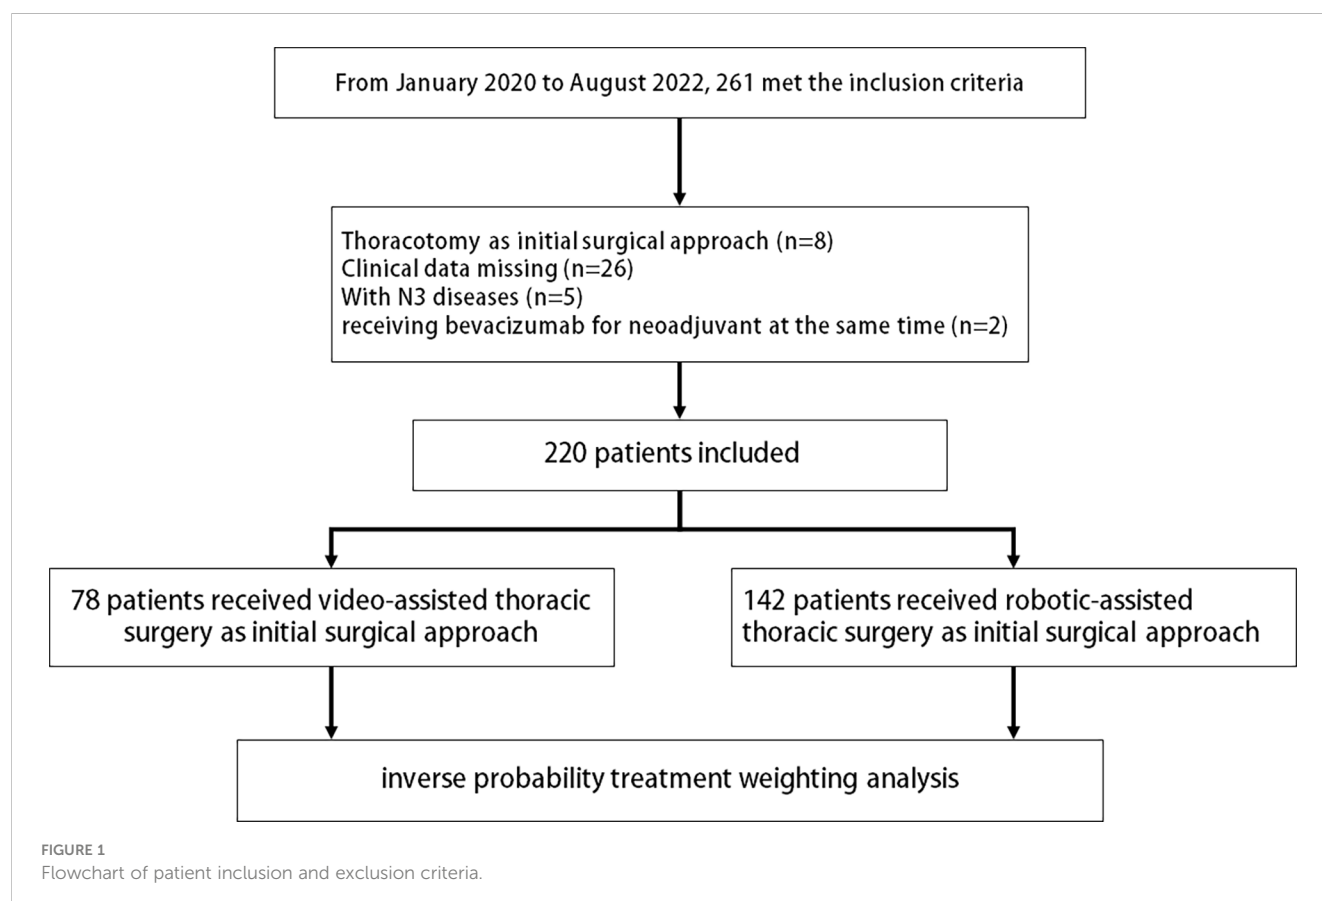 From January 2020 to August 2022, 261 met the inclusion criteria
Thoracotomy as initial surgical approach (n=8)
Clinical data missing (n=26)
With N3 diseases (n=5)
receiving bevacizumab for neoadjuvant at the same time (n=2)
220 patients included
78 patients received video-assisted thoracic
surgery as initial surgical approach
142 patients received robotic-assisted
thoracic surgery as initial surgical approach
inverse probability treatment weighting analysis
FIGURE 1
Flowchart of patient inclusion and exclusion criteria.